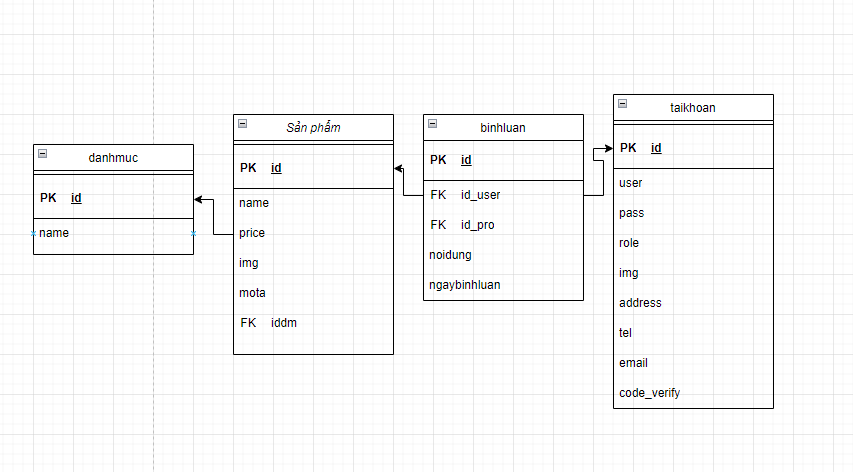 danhmuc
PK id
name
Sản phẩm
PK id
name
price
img
mota
FK iddm
binhluan
PK id
FK id_user
FK id_pro
noidung
ngaybinhluan
taikhoan
PK id
user
pass
role
img
address
tel
email
code_verify